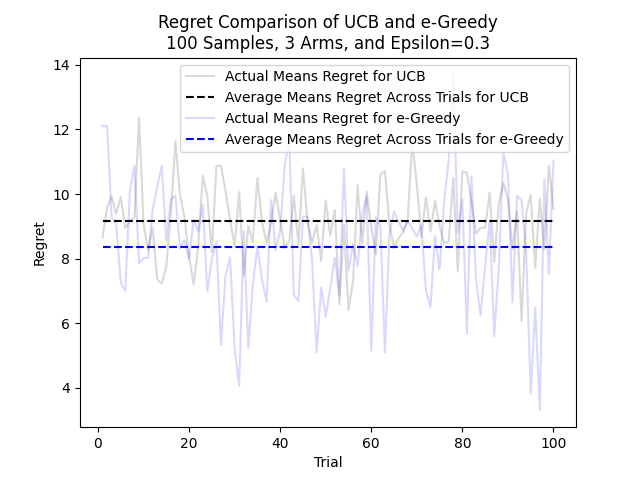 Regret Comparison of UCB and e-Greedy
100 Samples, 3 Arms, and Epsilon=0.3
Actual Means Regret for UCB
Average Means Regret Across Trials for UCB
Actual Means Regret for e-Greedy
Average Means Regret Across Trials for e-Greedy
14
12
10
8
6
4
Regret
0 20 40 60 80 100
Trial